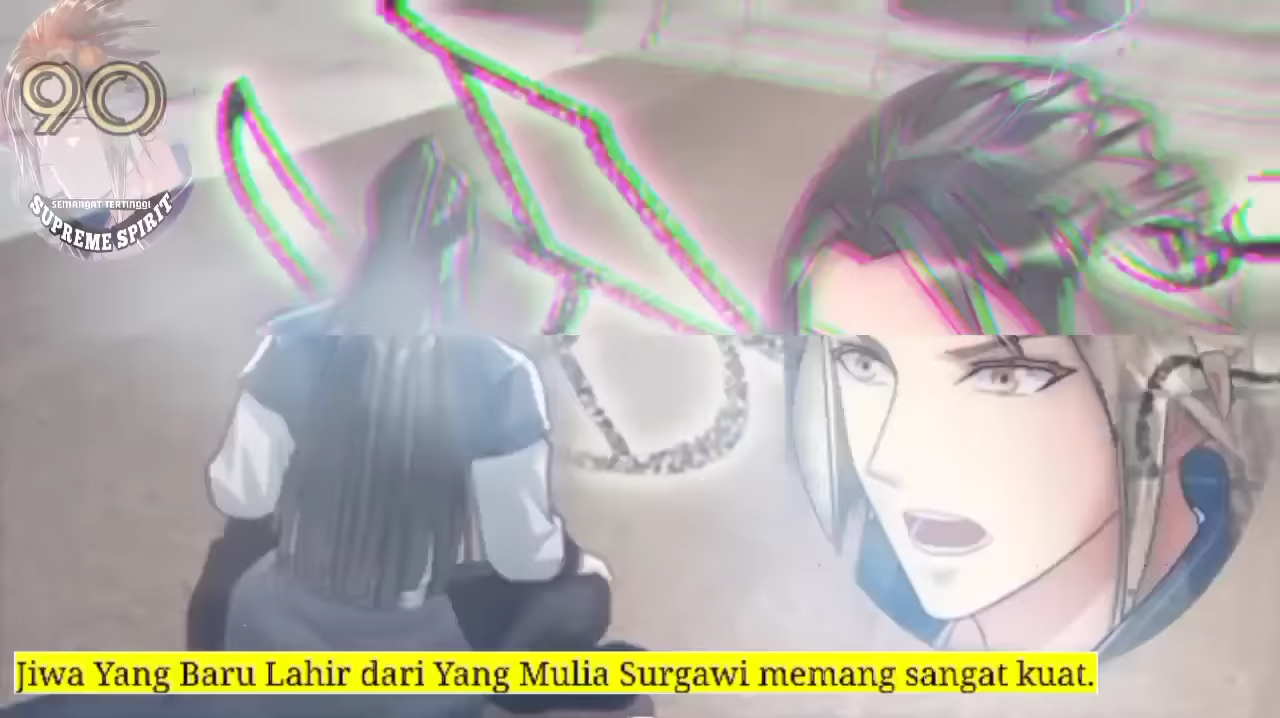 90
SEMANGAT TERTINGGI
SUPREME SPIRIT
Jiwa Yang Baru Lahir dari Yang Mulia Surgawi memang sangat kuat.